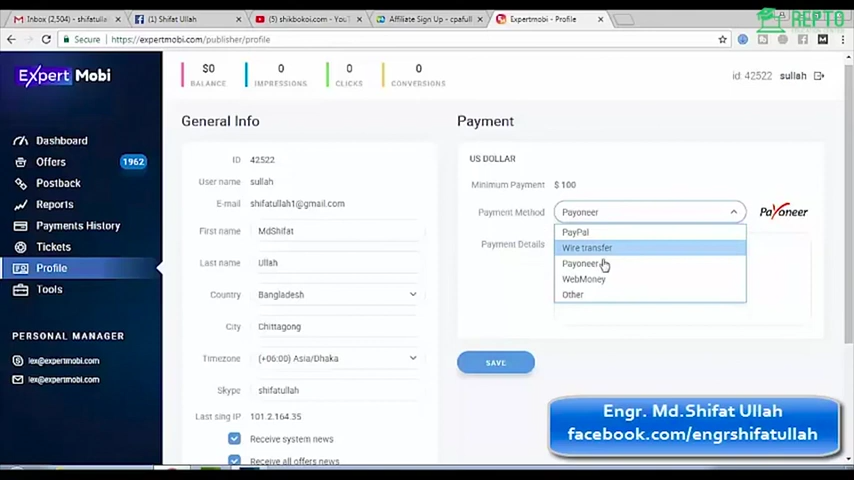 Inbox (2,504) - shifatulla
(1) Shifat Ullah
(5) shikbokoi.com - YouT
Affiliate Sign Up - cpafull
Expertmobi - Profile
REPTO
Secure
https://expertmobi.com/publisher/profile
Expert Mobi
$0
BALANCE
0
IMPRESSIONS
0
CLICKS
0
CONVERSIONS
id: 42522
sullah
Dashboard
Offers
1962
Postback
Reports
Payments History
Tickets
Profile
Tools
PERSONAL MANAGER
lex@expertmobi.com
lex@expertmobi.com
General Info
ID
42522
User name
sullah
E-mail
shifatullah1@gmail.com
First name
MdShifat
Last name
Ullah
Country
Bangladesh
City
Chittagong
Timezone
(+06:00) Asia/Dhaka
Skype
shifatullah
Last sing IP
101.2.164.35
Receive system news
Receive all offers news
Payment
US DOLLAR
Minimum Payment
$ 100
Payment Method
Payoneer
Payoneer
PayPal
Wire transfer
Payoneer
WebMoney
Other
Payment Details
SAVE
Engr. Md.Shifat Ullah
facebook.com/engrshifatullah